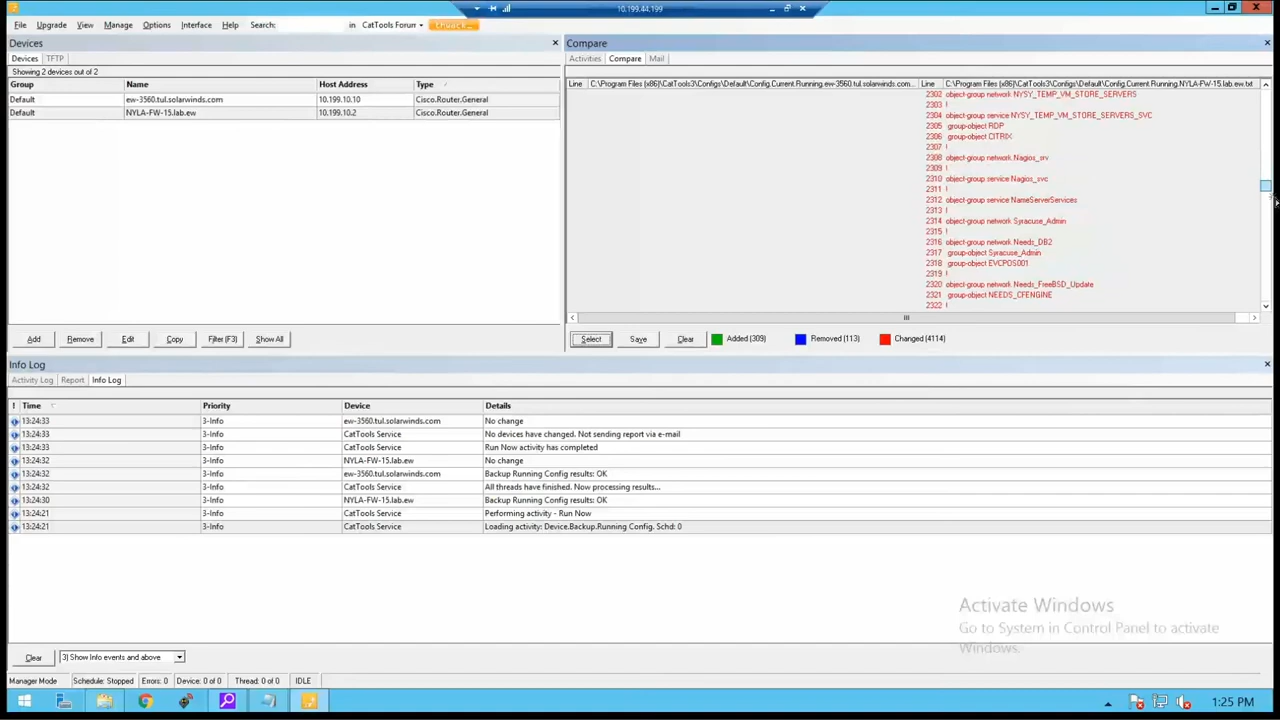 10.199.44.199
File Upgrade View Manage Options Interface Help Search: in CatTools Forum
Devices
Compare
Devices TFTP
Activities Compare Mail
Showing 2 devices out of 2
Group Name Host Address Type
Default ew-3560.tul.solarwinds.com 10.199.10.10 Cisco.Router.General
Default NYLA-FW-15.lab.ew 10.199.10.2 Cisco.Router.General
Line C:\Program Files (x86)\CatTools3\Configs\Default\Config.Current.Running.ew-3560.tul.solarwinds.com... Line C:\Program Files (x86)\CatTools3\Configs\Default\Config.Current.Running.NYLA-FW-15.lab.ew.txt
2302 object-group network NYSY_TEMP_VM_STORE_SERVERS
2303 !
2304 object-group service NYSY_TEMP_VM_STORE_SERVERS_SVC
2305 group-object RDP
2306 group-object CITRIX
2307 !
2308 object-group network Nagios_srv
2309 !
2310 object-group service Nagios_svc
2311 !
2312 object-group service NameServerServices
2313 !
2314 object-group network Syracuse_Admin
2315 !
2316 object-group network Needs_DB2
2317 group-object Syracuse_Admin
2318 group-object EVCPOS001
2319 !
2320 object-group network Needs_FreeBSD_Update
2321 group-object NEEDS_CFENGINE
2322 !
Add Remove Edit Copy Filter (F3) Show All
Select Save Clear Added (309) Removed (113) Changed (4114)
Info Log
Activity Log Report Info Log
! Time Priority Device Details
13:24:33 3-Info ew-3560.tul.solarwinds.com No change
13:24:33 3-Info CatTools Service No devices have changed. Not sending report via e-mail
13:24:33 3-Info CatTools Service Run Now activity has completed
13:24:32 3-Info NYLA-FW-15.lab.ew No change
13:24:32 3-Info ew-3560.tul.solarwinds.com Backup Running Config results: OK
13:24:32 3-Info CatTools Service All threads have finished. Now processing results...
13:24:30 3-Info NYLA-FW-15.lab.ew Backup Running Config results: OK
13:24:21 3-Info CatTools Service Performing activity - Run Now
13:24:21 3-Info CatTools Service Loading activity: Device.Backup.Running Config. Schd: 0
Activate Windows
Go to System in Control Panel to activate
Windows.
Clear 3) Show Info events and above
Manager Mode Schedule: Stopped Errors: 0 Device: 0 of 0 Thread: 0 of 0 IDLE
1:25 PM